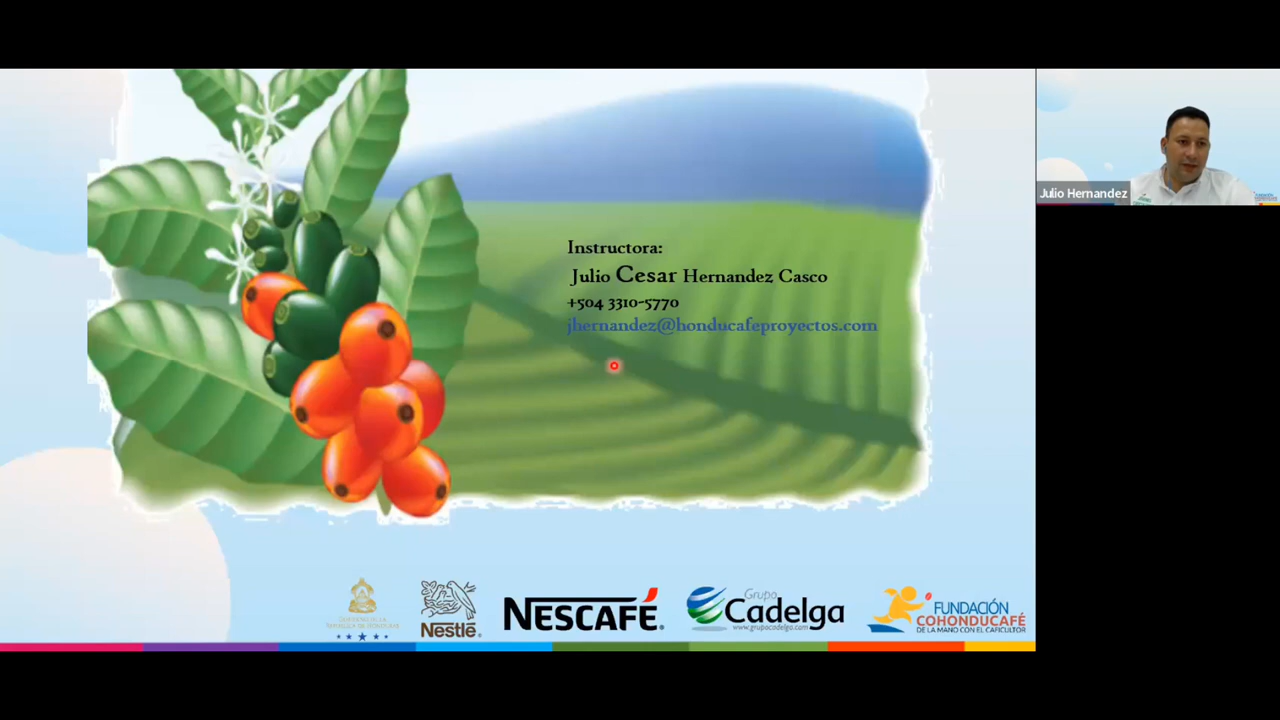 Julio Hernandez
Instructora:
Julio Cesar Hernandez Casco
+504 3310-5770
jhernandez@honducafeproyectos.com
Nestlé
NESCAFÉ
Grupo
Cadelga
www.grupocadelga.com
FUNDACIÓN
COHONDUCAFÉ
DE LA MANO CON EL CAFICULTOR